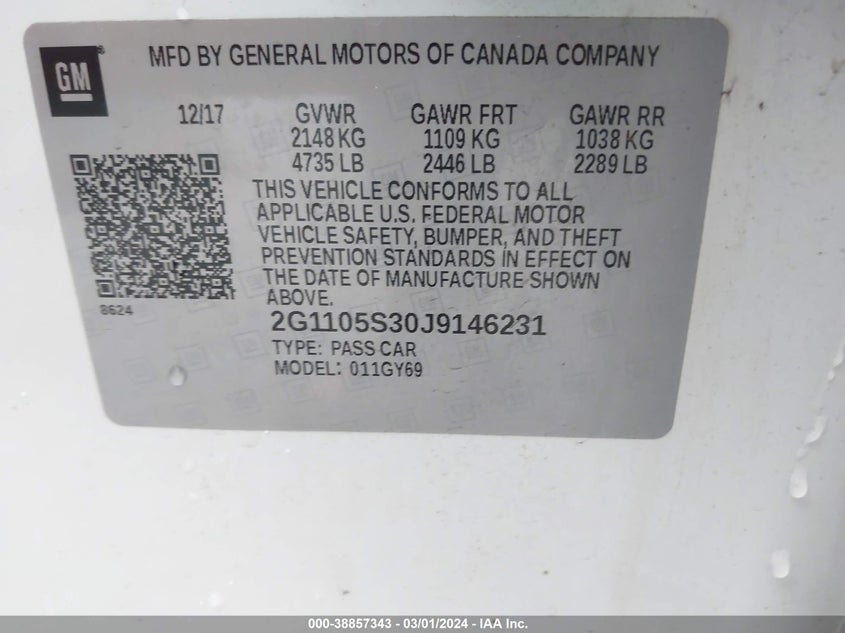 GM®
MFD BY GENERAL MOTORS OF CANADA COMPANY
12/17 GVWR GAWR FRT GAWR RR
2148 KG 1109 KG 1038 KG
4735 LB 2446 LB 2289 LB
THIS VEHICLE CONFORMS TO ALL
APPLICABLE U.S. FEDERAL MOTOR
VEHICLE SAFETY, BUMPER, AND THEFT
PREVENTION STANDARDS IN EFFECT ON
THE DATE OF MANUFACTURE SHOWN
ABOVE.
8624
2G1105S30J9146231
TYPE: PASS CAR
MODEL: 011GY69
000-38857343 - 03/01/2024 - IAA Inc.